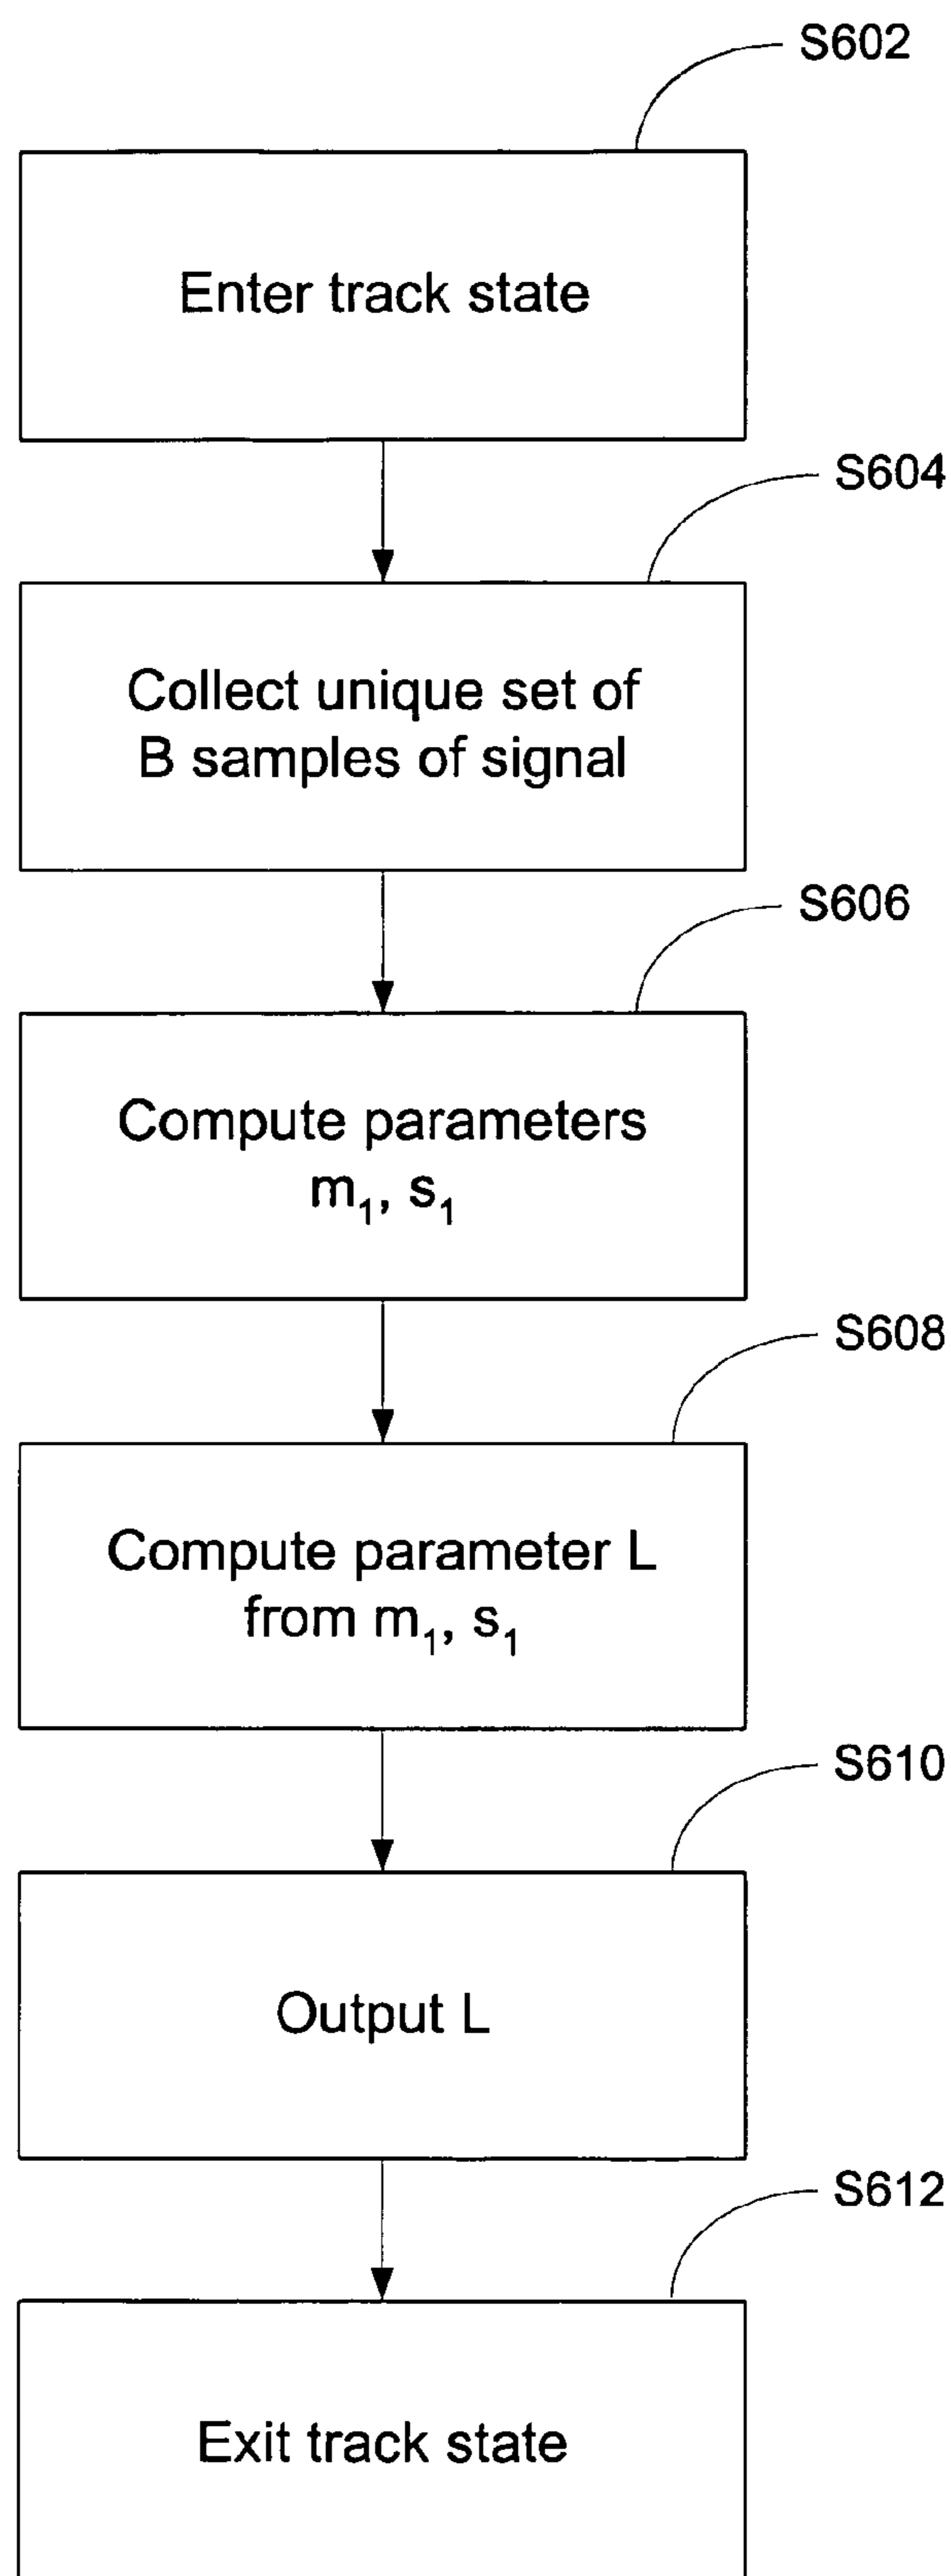 S602
Enter track state
S604
Collect unique set of
B samples of signal
S606
Compute parameters
m₁, s₁
S608
Compute parameter L
from m₁, s₁
S610
Output L
S612
Exit track state